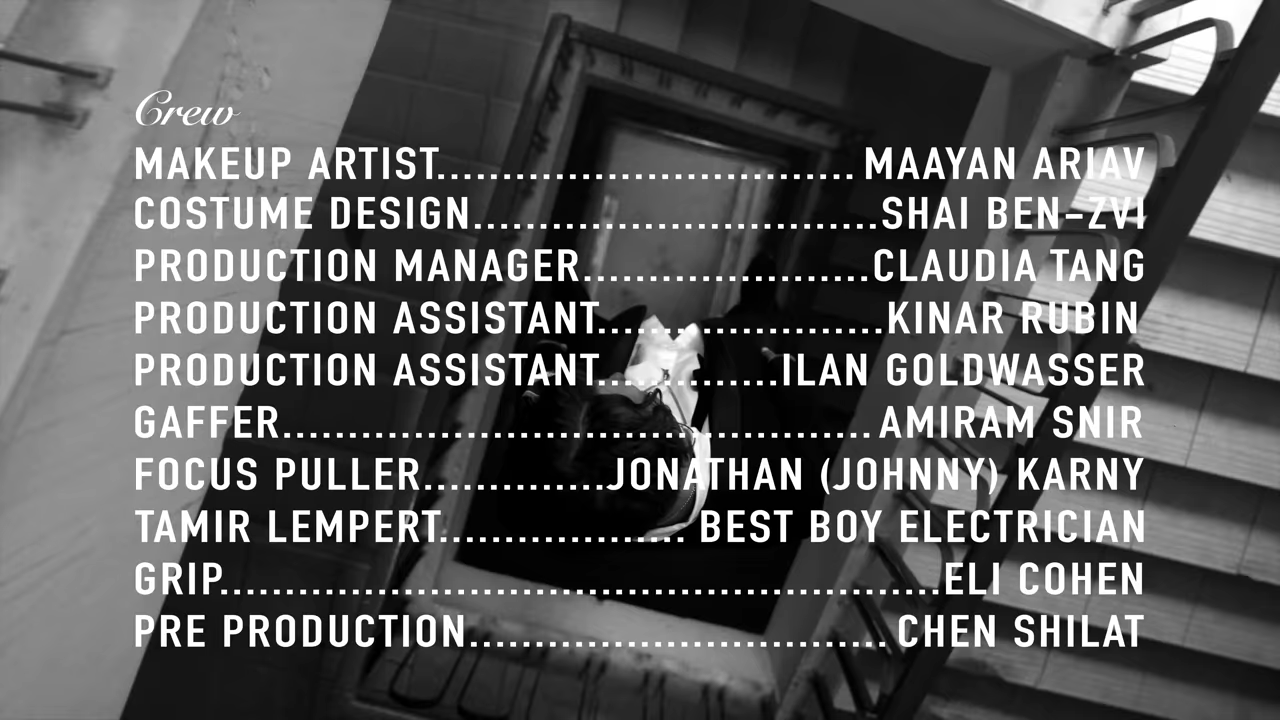 Crew
MAKEUP ARTIST................................ MAAYAN ARIAV
COSTUME DESIGN...............................SHAI BEN-ZVI
PRODUCTION MANAGER......................CLAUDIA TANG
PRODUCTION ASSISTANT......................KINAR RUBIN
PRODUCTION ASSISTANT..............ILAN GOLDWASSER
GAFFER............................................. AMIRAM SNIR
FOCUS PULLER..............JONATHAN (JOHNNY) KARNY
TAMIR LEMPERT................... BEST BOY ELECTRICIAN
GRIP.......................................................ELI COHEN
PRE PRODUCTION................................ CHEN SHILAT